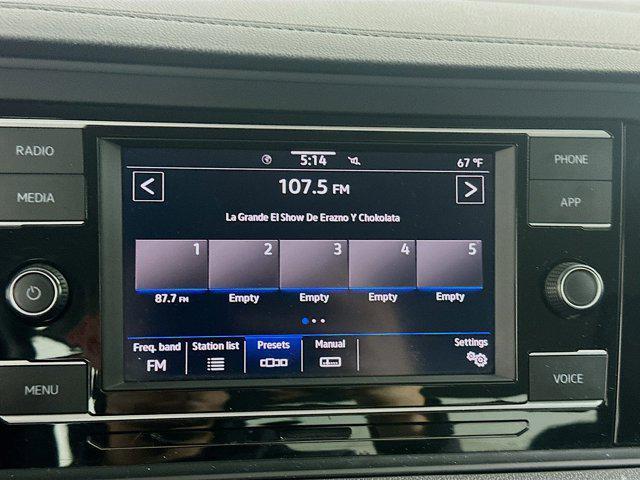 RADIO
MEDIA
MENU
5:14
67 °F
107.5 FM
La Grande El Show De Erazno Y Chokolata
1 2 3 4 5
87.7 FM Empty Empty Empty Empty
Freq. band Station list Presets Manual Settings
FM
PHONE
APP
VOICE